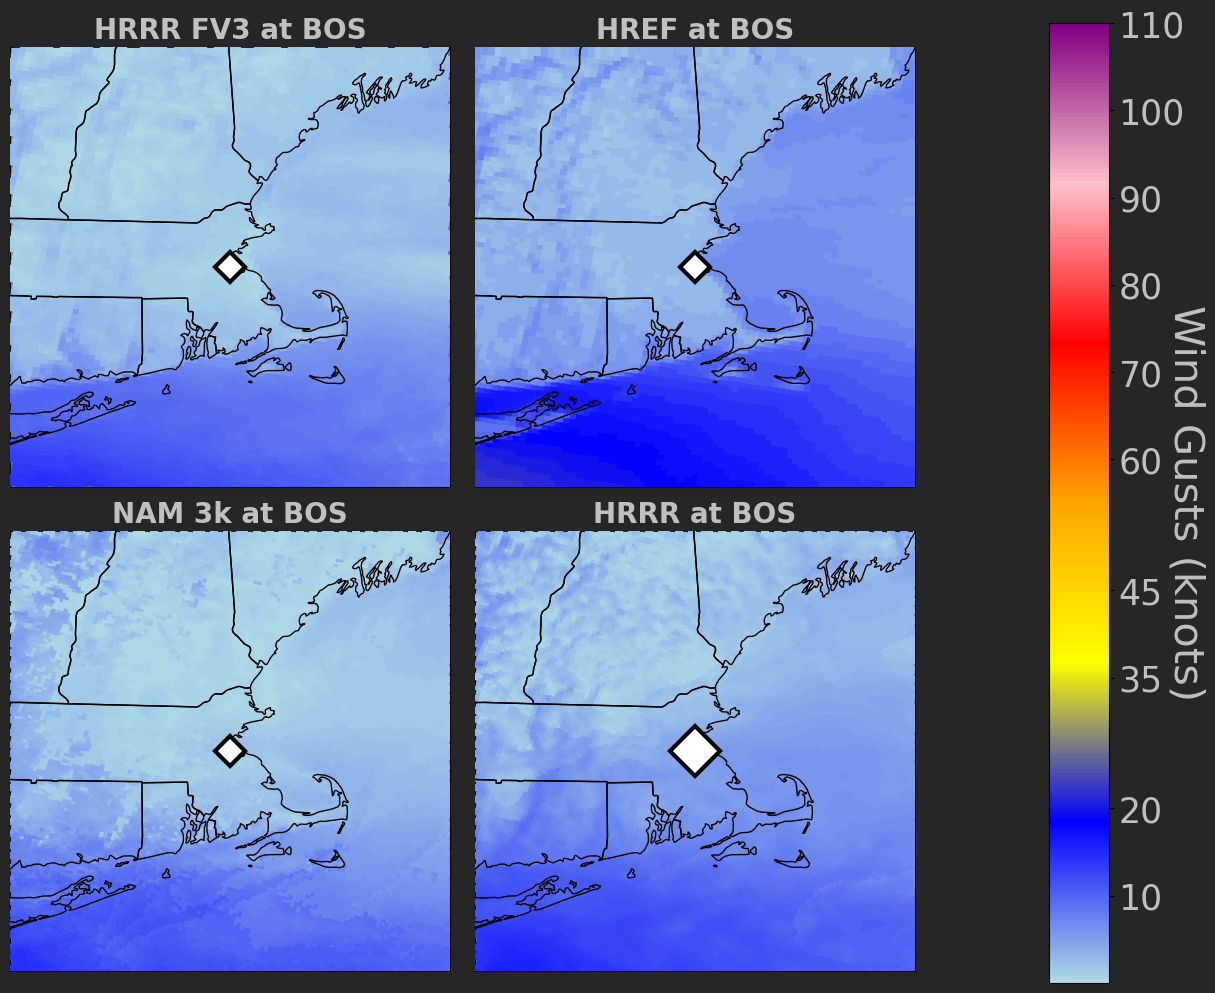 HRRR FV3 at BOS
HREF at BOS
NAM 3k at BOS
HRRR at BOS
110
100
90
80
70
60
45
35
20
10
Wind Gusts (knots)